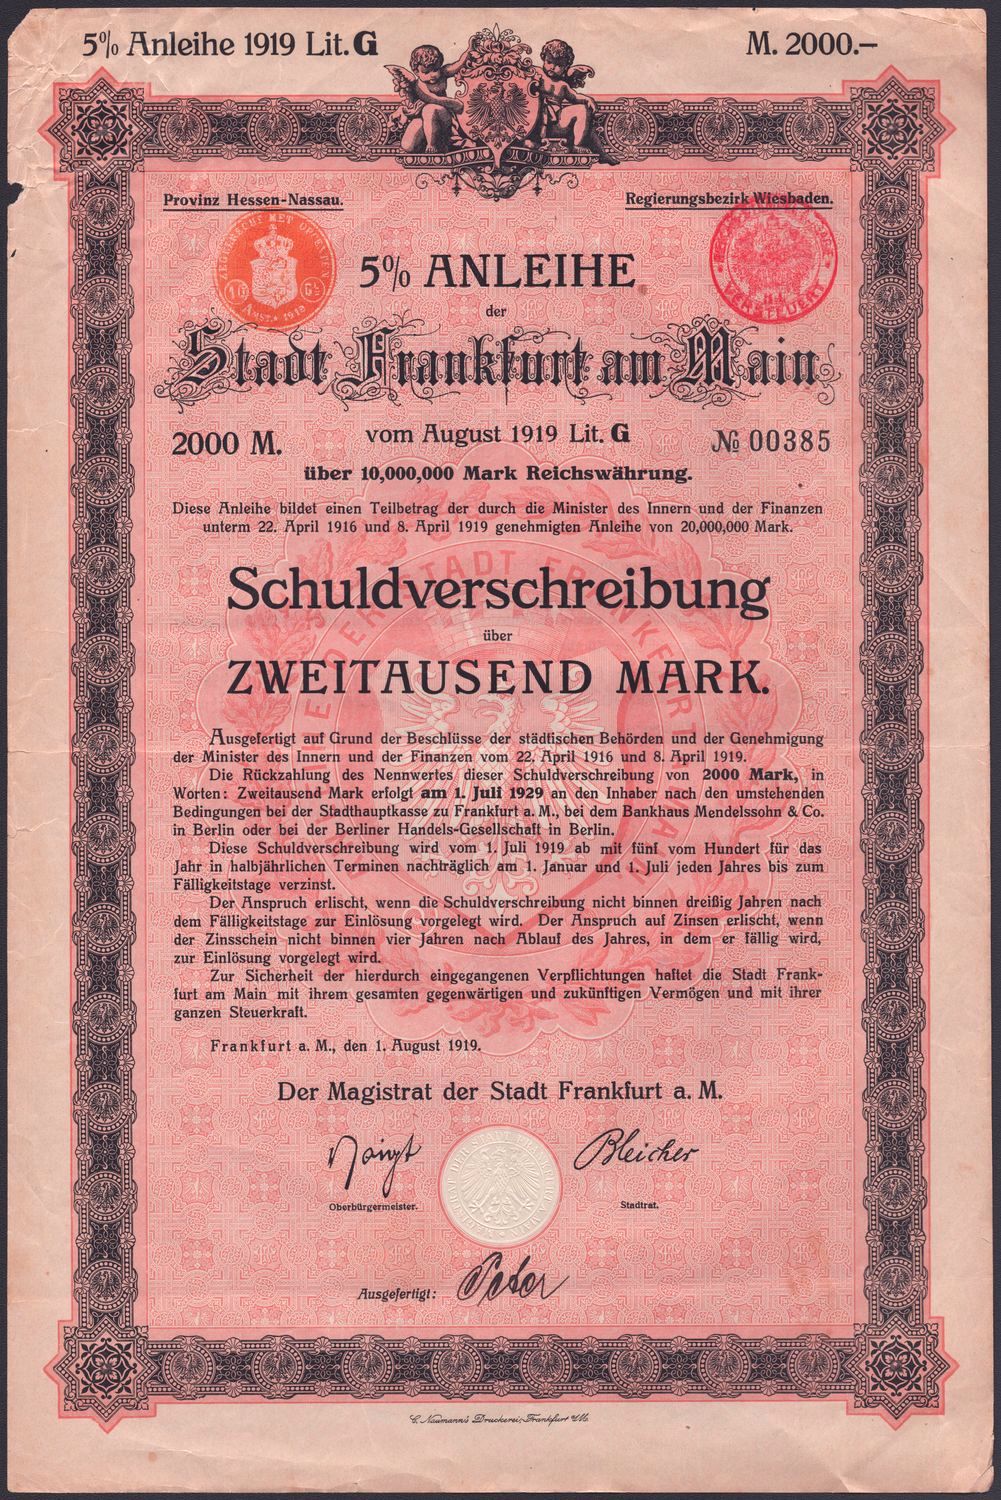 5% Anleihe 1919 Lit. G
M. 2000.–
Provinz Hessen-Nassau.
Regierungsbezirk Wiesbaden.
VERSTEUERT
5% ANLEIHE
der
Stadt Frankfurt am Main
2000 M.
vom August 1919 Lit. G
№ 00385
über 10,000,000 Mark Reichswährung.
Diese Anleihe bildet einen Teilbetrag der durch die Minister des Innern und der Finanzen
unterm 22. April 1916 und 8. April 1919 genehmigten Anleihe von 20,000,000 Mark.
Schuldverschreibung
über
ZWEITAUSEND MARK.
Ausgefertigt auf Grund der Beschlüsse der städtischen Behörden und der Genehmigung
der Minister des Innern und der Finanzen vom 22. April 1916 und 8. April 1919.
Die Rückzahlung des Nennwertes dieser Schuldverschreibung von 2000 Mark, in
Worten: Zweitausend Mark erfolgt am 1. Juli 1929 an den Inhaber nach den umstehenden
Bedingungen bei der Stadthauptkasse zu Frankfurt a. M., bei dem Bankhaus Mendelssohn & Co.
in Berlin oder bei der Berliner Handels-Gesellschaft in Berlin.
Diese Schuldverschreibung wird vom 1. Juli 1919 ab mit fünf vom Hundert für das
Jahr in halbjährlichen Terminen nachträglich am 1. Januar und 1. Juli jeden Jahres bis zum
Fälligkeitstage verzinst.
Der Anspruch erlischt, wenn die Schuldverschreibung nicht binnen dreißig Jahren nach
dem Fälligkeitstage zur Einlösung vorgelegt wird. Der Anspruch auf Zinsen erlischt, wenn
der Zinsschein nicht binnen vier Jahren nach Ablauf des Jahres, in dem er fällig wird,
zur Einlösung vorgelegt wird.
Zur Sicherheit der hierdurch eingegangenen Verpflichtungen haftet die Stadt Frank-
furt am Main mit ihrem gesamten gegenwärtigen und zukünftigen Vermögen und mit ihrer
ganzen Steuerkraft.
Frankfurt a. M., den 1. August 1919.
Der Magistrat der Stadt Frankfurt a. M.
Voigt
Bleicher
Oberbürgermeister.
Stadtrat.
Ausgefertigt: Peter
C. Naumann's Druckerei, Frankfurt a/M.